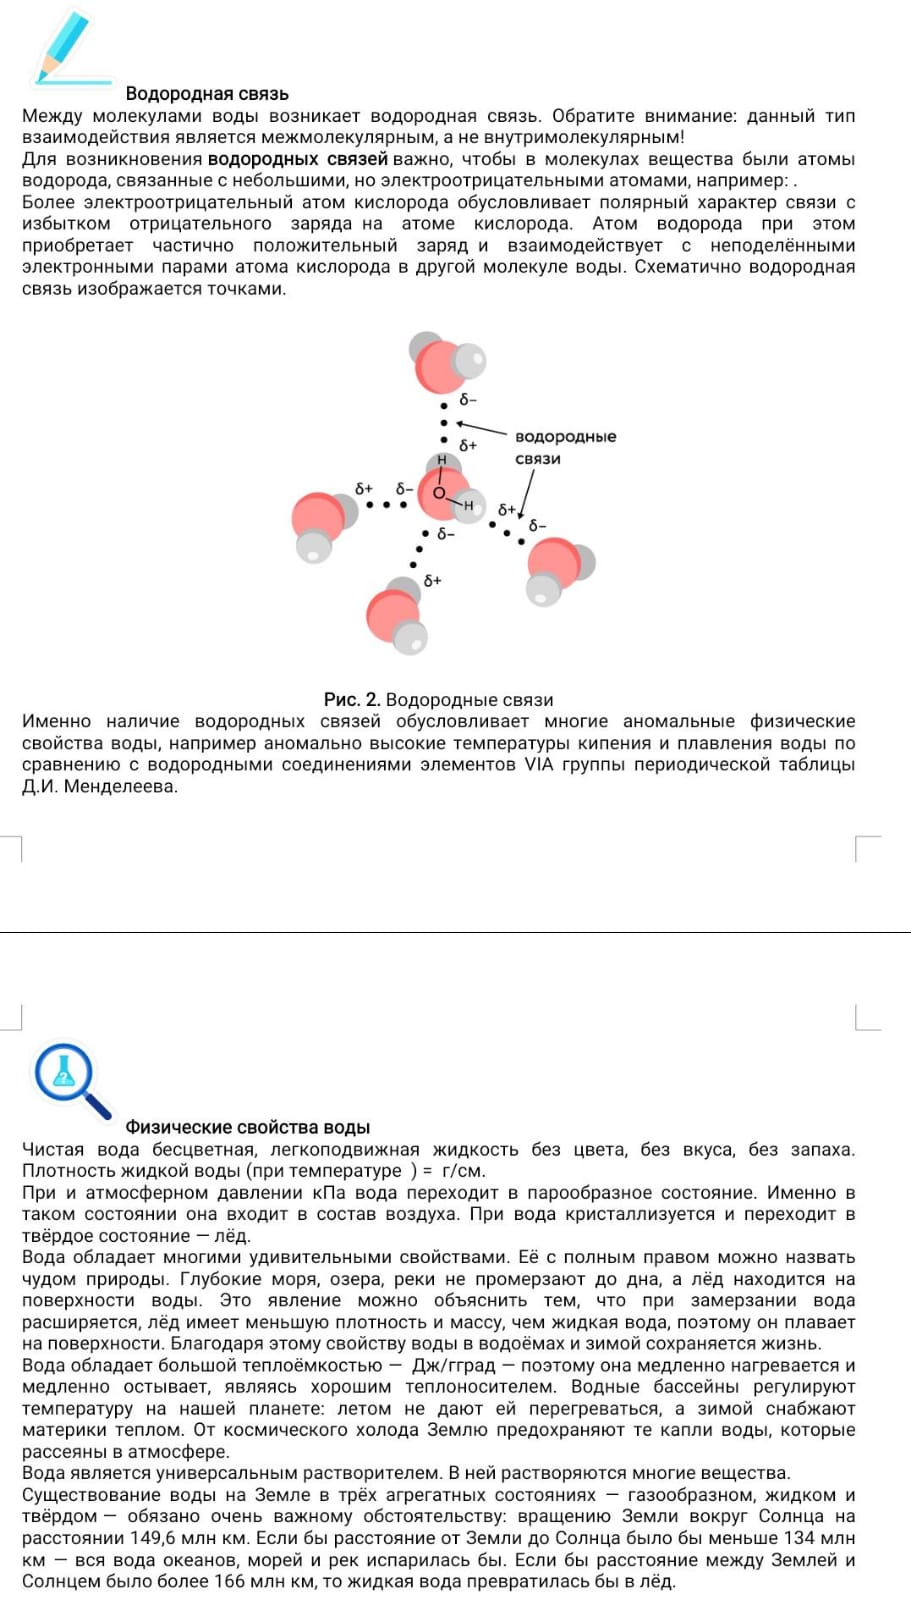 Водородная связь
Между молекулами воды возникает водородная связь. Обратите внимание: данный тип
взаимодействия является межмолекулярным, а не внутримолекулярным!
Для возникновения водородных связей важно, чтобы в молекулах вещества были атомы
водорода, связанные с небольшими, но электроотрицательными атомами, например: .
Более электроотрицательный атом кислорода обусловливает полярный характер связи с
избытком отрицательного заряда на атоме кислорода. Атом водорода при этом
приобретает частично положительный заряд и взаимодействует с неподелёнными
электронными парами атома кислорода в другой молекуле воды. Схематично водородная
связь изображается точками.
δ–
водородные
связи
δ+
H
δ+ δ– O
H
δ+
δ–
δ–
δ+
Рис. 2. Водородные связи
Именно наличие водородных связей обусловливает многие аномальные физические
свойства воды, например аномально высокие температуры кипения и плавления воды по
сравнению с водородными соединениями элементов VIA группы периодической таблицы
Д.И. Менделеева.
?
Физические свойства воды
Чистая вода бесцветная, легкоподвижная жидкость без цвета, без вкуса, без запаха.
Плотность жидкой воды (при температуре ) = г/см.
При и атмосферном давлении кПа вода переходит в парообразное состояние. Именно в
таком состоянии она входит в состав воздуха. При вода кристаллизуется и переходит в
твёрдое состояние — лёд.
Вода обладает многими удивительными свойствами. Её с полным правом можно назвать
чудом природы. Глубокие моря, озера, реки не промерзают до дна, а лёд находится на
поверхности воды. Это явление можно объяснить тем, что при замерзании вода
расширяется, лёд имеет меньшую плотность и массу, чем жидкая вода, поэтому он плавает
на поверхности. Благодаря этому свойству воды в водоёмах и зимой сохраняется жизнь.
Вода обладает большой теплоёмкостью — Дж/гград — поэтому она медленно нагревается и
медленно остывает, являясь хорошим теплоносителем. Водные бассейны регулируют
температуру на нашей планете: летом не дают ей перегреваться, а зимой снабжают
материки теплом. От космического холода Землю предохраняют те капли воды, которые
рассеяны в атмосфере.
Вода является универсальным растворителем. В ней растворяются многие вещества.
Существование воды на Земле в трёх агрегатных состояниях — газообразном, жидком и
твёрдом — обязано очень важному обстоятельству: вращению Земли вокруг Солнца на
расстоянии 149,6 млн км. Если бы расстояние от Земли до Солнца было бы меньше 134 млн
км — вся вода океанов, морей и рек испарилась бы. Если бы расстояние между Землей и
Солнцем было более 166 млн км, то жидкая вода превратилась бы в лёд.